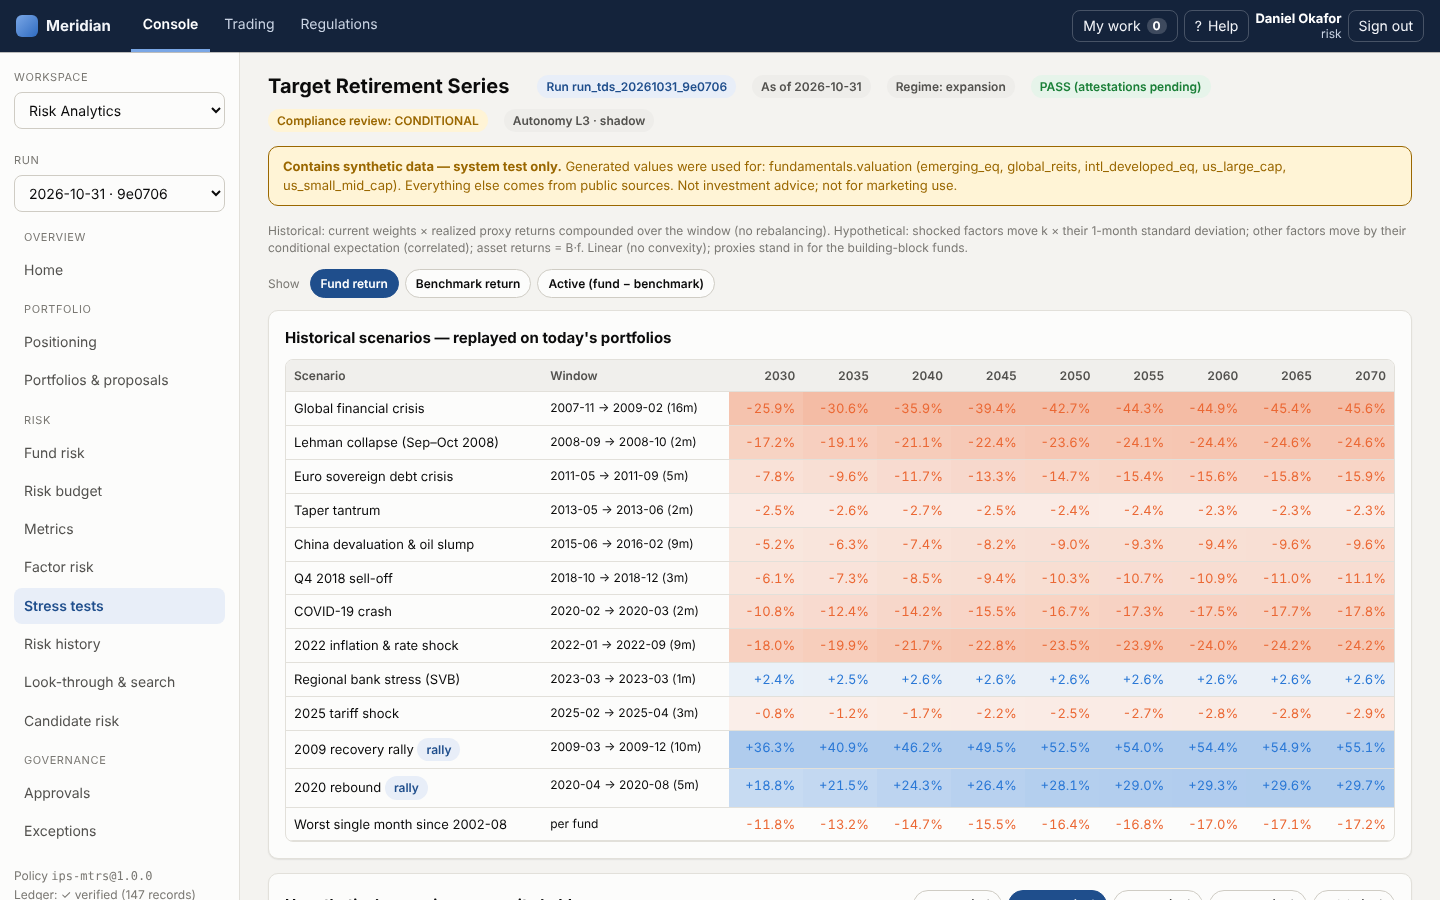 Meridian Console Trading Regulations My work 0 ? Help Daniel Okafor risk Sign out
WORKSPACE
Risk Analytics
RUN
2026-10-31 · 9e0706
OVERVIEW
Home
PORTFOLIO
Positioning
Portfolios & proposals
RISK
Fund risk
Risk budget
Metrics
Factor risk
Stress tests
Risk history
Look-through & search
Candidate risk
GOVERNANCE
Approvals
Exceptions
Policy ips-mtrs@1.0.0
Ledger: ✓ verified (147 records)
Target Retirement Series Run run_tds_20261031_9e0706 As of 2026-10-31 Regime: expansion PASS (attestations pending)
Compliance review: CONDITIONAL Autonomy L3 · shadow
Contains synthetic data — system test only. Generated values were used for: fundamentals.valuation (emerging_eq, global_reits, intl_developed_eq, us_large_cap,
us_small_mid_cap). Everything else comes from public sources. Not investment advice; not for marketing use.
Historical: current weights × realized proxy returns compounded over the window (no rebalancing). Hypothetical: shocked factors move k × their 1-month standard deviation; other factors move by their
conditional expectation (correlated); asset returns = B·f. Linear (no convexity); proxies stand in for the building-block funds.
Show Fund return Benchmark return Active (fund − benchmark)
Historical scenarios — replayed on today's portfolios
Scenario Window 2030 2035 2040 2045 2050 2055 2060 2065 2070
Global financial crisis 2007-11 → 2009-02 (16m) -25.9% -30.6% -35.9% -39.4% -42.7% -44.3% -44.9% -45.4% -45.6%
Lehman collapse (Sep–Oct 2008) 2008-09 → 2008-10 (2m) -17.2% -19.1% -21.1% -22.4% -23.6% -24.1% -24.4% -24.6% -24.6%
Euro sovereign debt crisis 2011-05 → 2011-09 (5m) -7.8% -9.6% -11.7% -13.3% -14.7% -15.4% -15.6% -15.8% -15.9%
Taper tantrum 2013-05 → 2013-06 (2m) -2.5% -2.6% -2.7% -2.5% -2.4% -2.4% -2.3% -2.3% -2.3%
China devaluation & oil slump 2015-06 → 2016-02 (9m) -5.2% -6.3% -7.4% -8.2% -9.0% -9.3% -9.4% -9.6% -9.6%
Q4 2018 sell-off 2018-10 → 2018-12 (3m) -6.1% -7.3% -8.5% -9.4% -10.3% -10.7% -10.9% -11.0% -11.1%
COVID-19 crash 2020-02 → 2020-03 (2m) -10.8% -12.4% -14.2% -15.5% -16.7% -17.3% -17.5% -17.7% -17.8%
2022 inflation & rate shock 2022-01 → 2022-09 (9m) -18.0% -19.9% -21.7% -22.8% -23.5% -23.9% -24.0% -24.2% -24.2%
Regional bank stress (SVB) 2023-03 → 2023-03 (1m) +2.4% +2.5% +2.6% +2.6% +2.6% +2.6% +2.6% +2.6% +2.6%
2025 tariff shock 2025-02 → 2025-04 (3m) -0.8% -1.2% -1.7% -2.2% -2.5% -2.7% -2.8% -2.8% -2.9%
2009 recovery rally rally 2009-03 → 2009-12 (10m) +36.3% +40.9% +46.2% +49.5% +52.5% +54.0% +54.4% +54.9% +55.1%
2020 rebound rally 2020-04 → 2020-08 (5m) +18.8% +21.5% +24.3% +26.4% +28.1% +29.0% +29.3% +29.6% +29.7%
Worst single month since 2002-08 per fund -11.8% -13.2% -14.7% -15.5% -16.4% -16.8% -17.0% -17.1% -17.2%